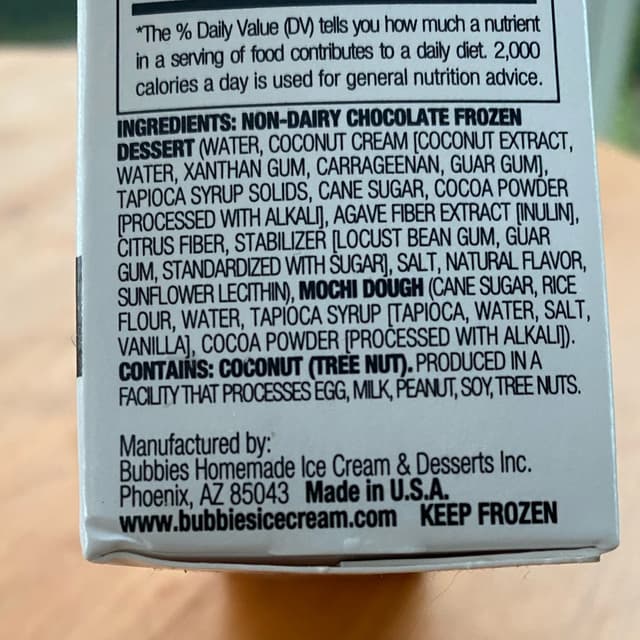 *The % Daily Value (DV) tells you how much a nutrient
in a serving of food contributes to a daily diet. 2,000
calories a day is used for general nutrition advice.
INGREDIENTS: NON-DAIRY CHOCOLATE FROZEN
DESSERT (WATER, COCONUT CREAM [COCONUT EXTRACT,
WATER, XANTHAN GUM, CARRAGEENAN, GUAR GUM],
TAPIOCA SYRUP SOLIDS, CANE SUGAR, COCOA POWDER
[PROCESSED WITH ALKALI], AGAVE FIBER EXTRACT [INULIN],
CITRUS FIBER, STABILIZER [LOCUST BEAN GUM, GUAR
GUM, STANDARDIZED WITH SUGAR], SALT, NATURAL FLAVOR,
SUNFLOWER LECITHIN), MOCHI DOUGH (CANE SUGAR, RICE
FLOUR, WATER, TAPIOCA SYRUP [TAPIOCA, WATER, SALT,
VANILLA], COCOA POWDER [PROCESSED WITH ALKALI]).
CONTAINS: COCONUT (TREE NUT). PRODUCED IN A
FACILITY THAT PROCESSES EGG, MILK, PEANUT, SOY, TREE NUTS.
Manufactured by:
Bubbies Homemade Ice Cream & Desserts Inc.
Phoenix, AZ 85043 Made in U.S.A.
www.bubbiesicecream.com KEEP FROZEN